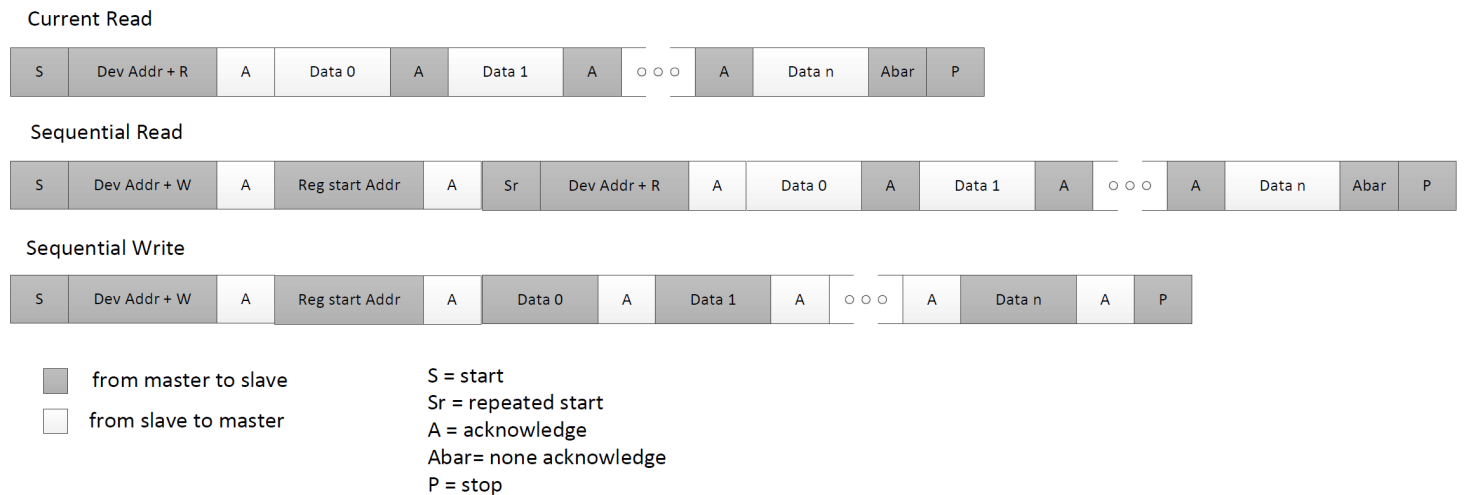 Current Read
S Dev Addr + R A Data 0 A Data 1 A A Data n Abar P
Sequential Read
S Dev Addr + W A Reg start Addr A Sr Dev Addr + R A Data 0 A Data 1 A A Data n Abar P
Sequential Write
S Dev Addr + W A Reg start Addr A Data 0 A Data 1 A A Data n A P
from master to slave
from slave to master
S = start
Sr = repeated start
A = acknowledge
Abar= none acknowledge
P = stop